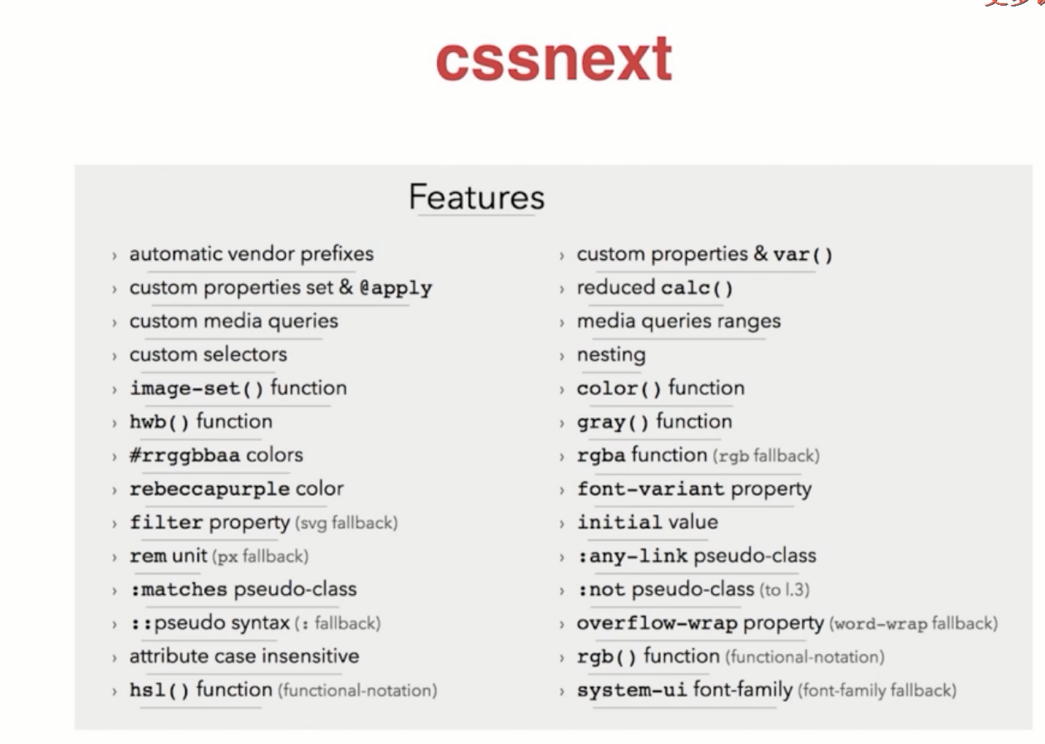 cssnext
Features
› automatic vendor prefixes
› custom properties set & @apply
› custom media queries
› custom selectors
› image-set() function
› hwb() function
› #rrggbbaa colors
› rebeccapurple color
› filter property (svg fallback)
› rem unit (px fallback)
› :matches pseudo-class
› ::pseudo syntax (: fallback)
› attribute case insensitive
› hsl() function (functional-notation)
› custom properties & var()
› reduced calc()
› media queries ranges
› nesting
› color() function
› gray() function
› rgba function (rgb fallback)
› font-variant property
› initial value
› :any-link pseudo-class
› :not pseudo-class (to l.3)
› overflow-wrap property (word-wrap fallback)
› rgb() function (functional-notation)
› system-ui font-family (font-family fallback)